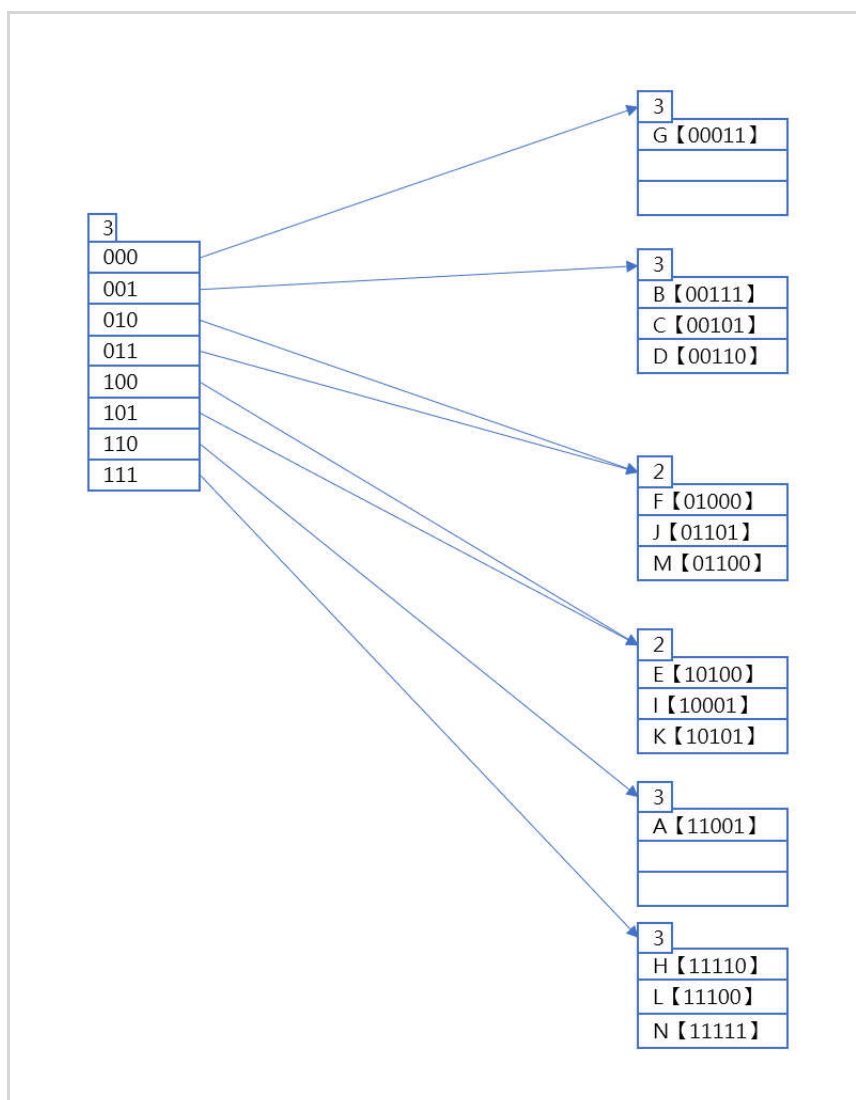 3
000
001
010
011
100
101
110
111
3
G【00011】
3
B【00111】
C【00101】
D【00110】
2
F【01000】
J【01101】
M【01100】
2
E【10100】
I【10001】
K【10101】
3
A【11001】
3
H【11110】
L【11100】
N【11111】